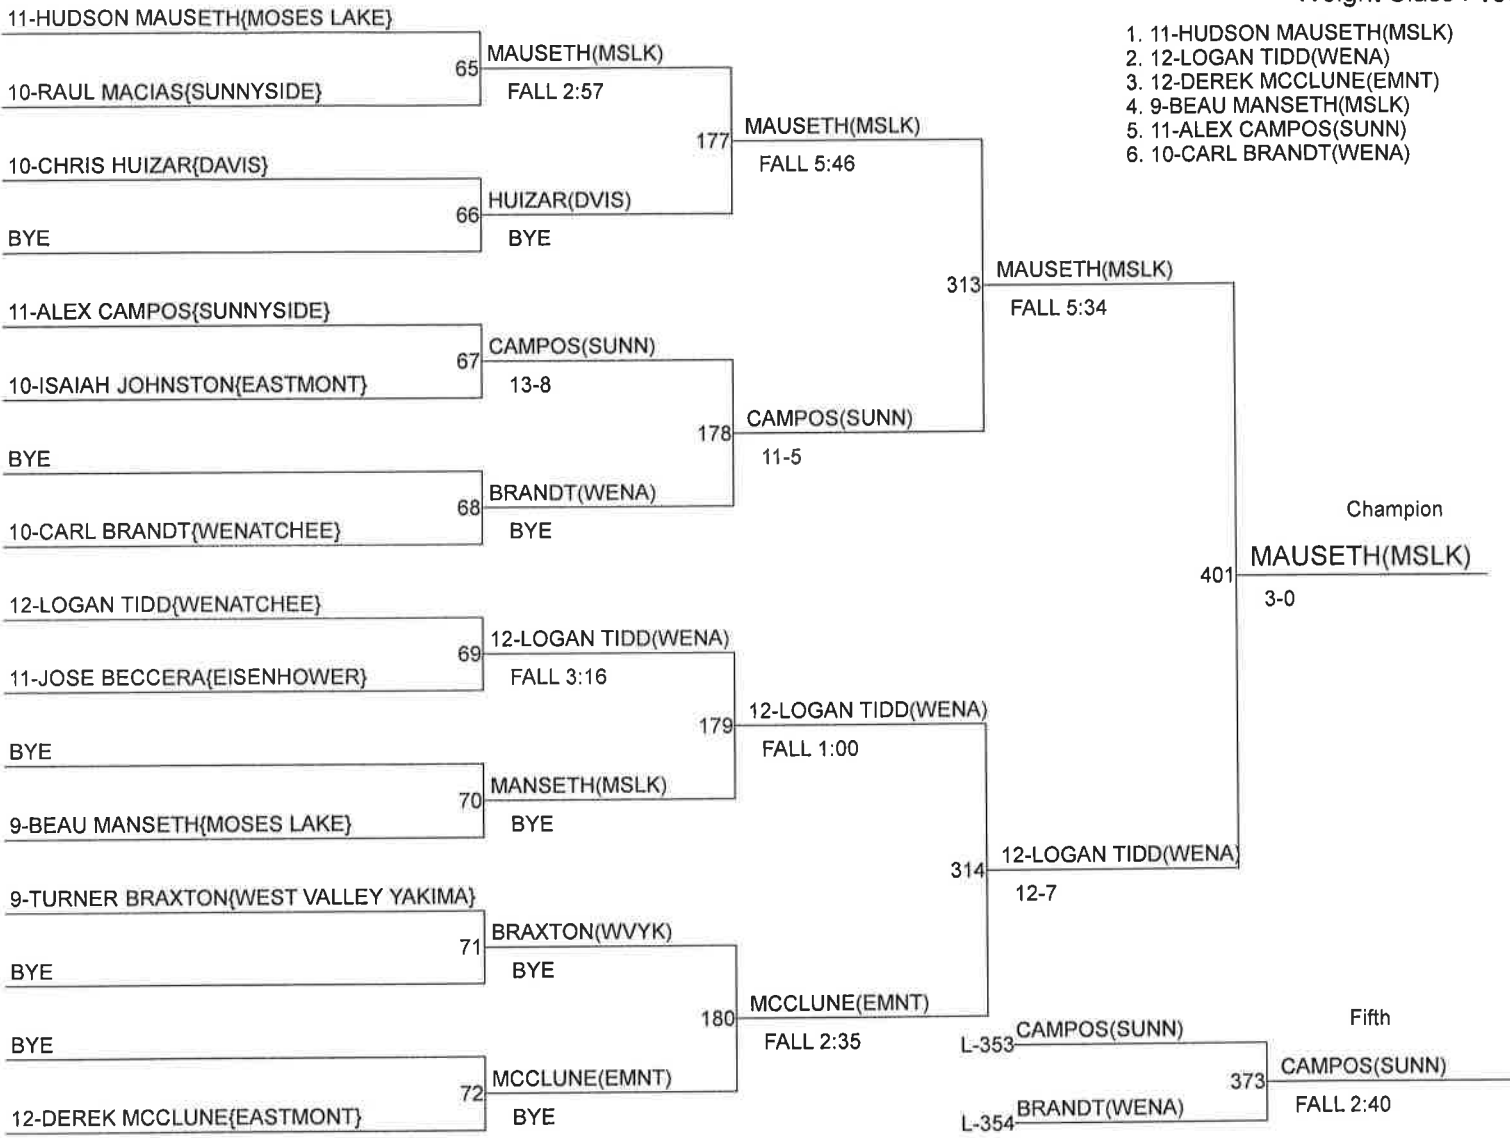 Weight Class :
1. 11-HUDSON MAUSETH(MSLK)
2. 12-LOGAN TIDD(WENA)
3. 12-DEREK MCCLUNE(EMNT)
4. 9-BEAU MANSETH(MSLK)
5. 11-ALEX CAMPOS(SUNN)
6. 10-CARL BRANDT(WENA)
11-HUDSON MAUSETH{MOSES LAKE}
10-RAUL MACIAS{SUNNYSIDE}
10-CHRIS HUIZAR{DAVIS}
BYE
11-ALEX CAMPOS{SUNNYSIDE}
10-ISAIAH JOHNSTON{EASTMONT}
BYE
10-CARL BRANDT{WENATCHEE}
12-LOGAN TIDD{WENATCHEE}
11-JOSE BECCERA{EISENHOWER}
BYE
9-BEAU MANSETH{MOSES LAKE}
9-TURNER BRAXTON{WEST VALLEY YAKIMA}
BYE
BYE
12-DEREK MCCLUNE{EASTMONT}
65
MAUSETH(MSLK)
FALL 2:57
66
HUIZAR(DVIS)
BYE
67
CAMPOS(SUNN)
13-8
68
BRANDT(WENA)
BYE
69
12-LOGAN TIDD(WENA)
FALL 3:16
70
MANSETH(MSLK)
BYE
71
BRAXTON(WVYK)
BYE
72
MCCLUNE(EMNT)
BYE
177
MAUSETH(MSLK)
FALL 5:46
178
CAMPOS(SUNN)
11-5
179
12-LOGAN TIDD(WENA)
FALL 1:00
180
MCCLUNE(EMNT)
FALL 2:35
313
MAUSETH(MSLK)
FALL 5:34
314
12-LOGAN TIDD(WENA)
12-7
Champion
401
MAUSETH(MSLK)
3-0
Fifth
L-353
CAMPOS(SUNN)
L-354
BRANDT(WENA)
373
CAMPOS(SUNN)
FALL 2:40